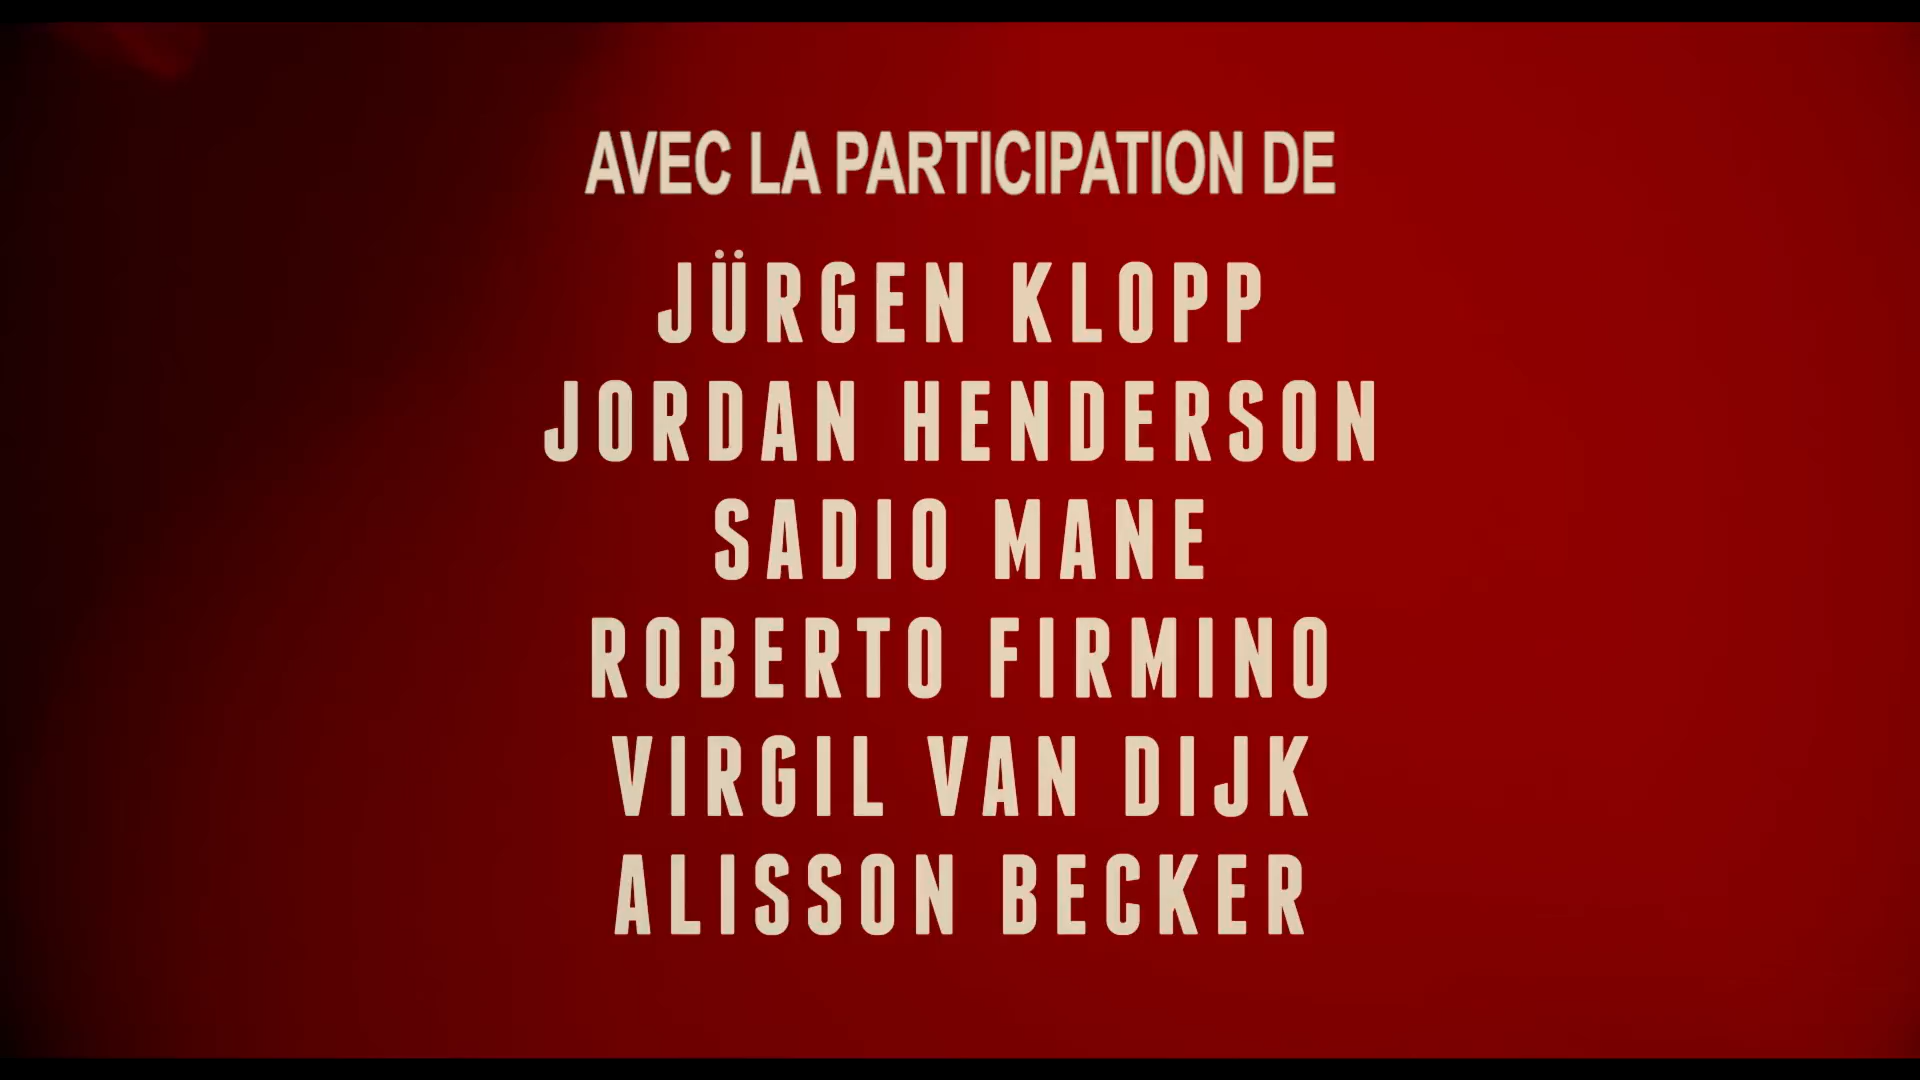 AVEC LA PARTICIPATION DE
JÜRGEN KLOPP
JORDAN HENDERSON
SADIO MANE
ROBERTO FIRMINO
VIRGIL VAN DIJK
ALISSON BECKER